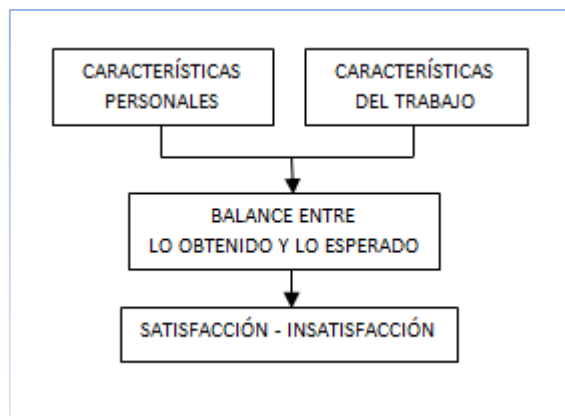 CARACTERÍSTICAS
PERSONALES
CARACTERÍSTICAS
DEL TRABAJO
BALANCE ENTRE
LO OBTENIDO Y LO ESPERADO
SATISFACCIÓN - INSATISFACCIÓN